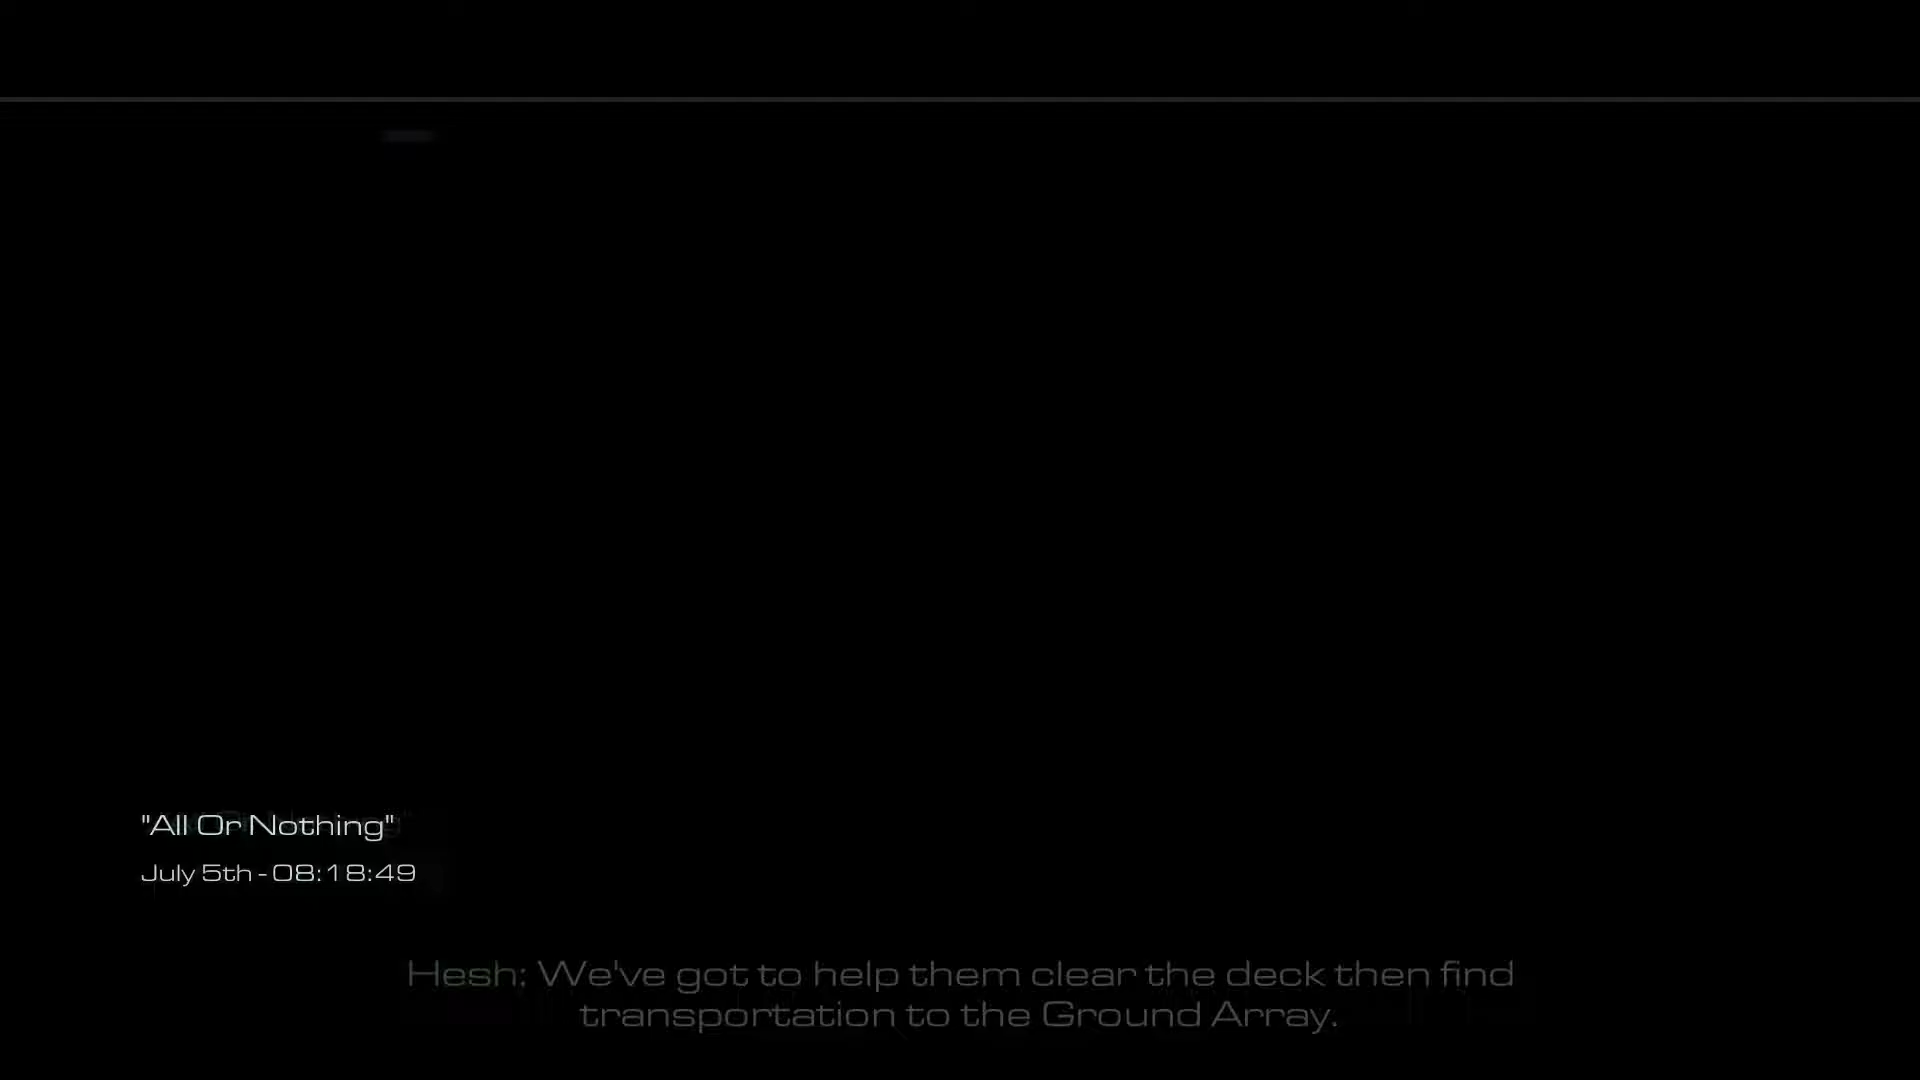 "All Or Nothing"
July 5th - 08:18:49
Hesh: We've got to help them clear the deck then find
transportation to the Ground Array.